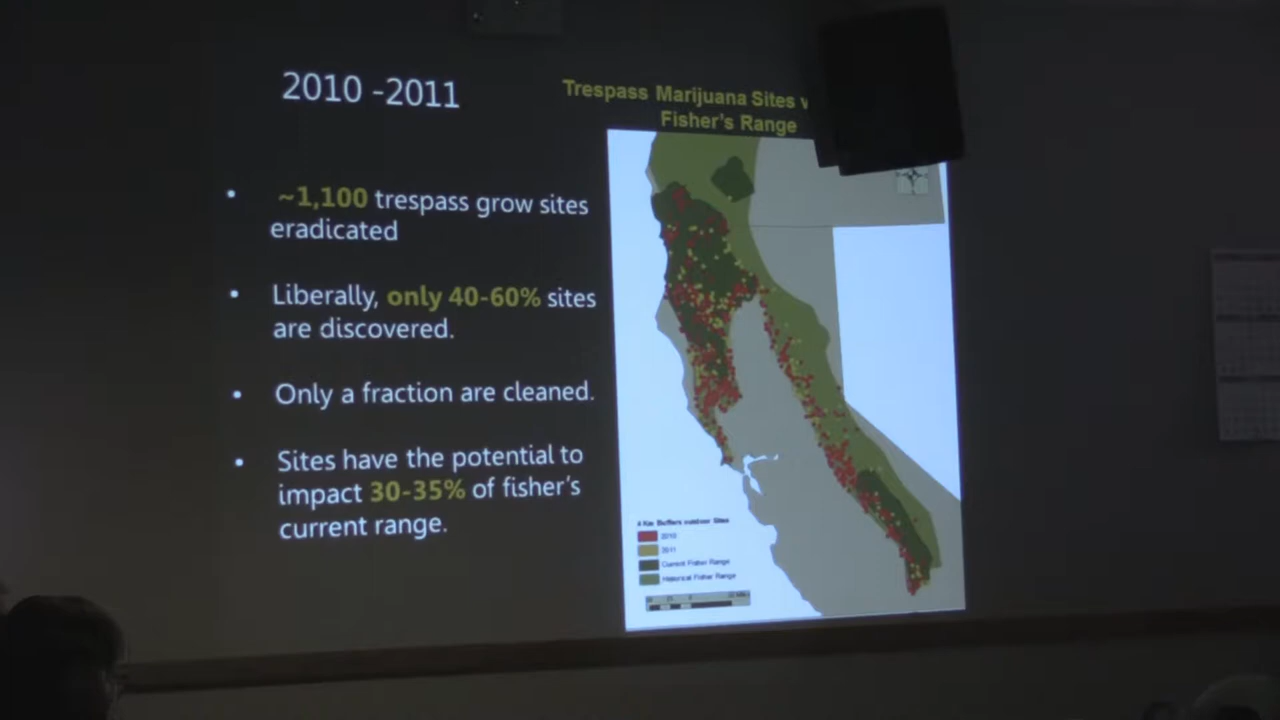 2010 -2011
Trespass Marijuana Sites
Fisher's Range
• ~1,100 trespass grow sites
eradicated
• Liberally, only 40-60% sites
are discovered.
• Only a fraction are cleaned.
• Sites have the potential to
impact 30-35% of fisher's
current range.
4 Km Buffers outdoor Sites
2010
2011
Current Fisher Range
Historical Fisher Range